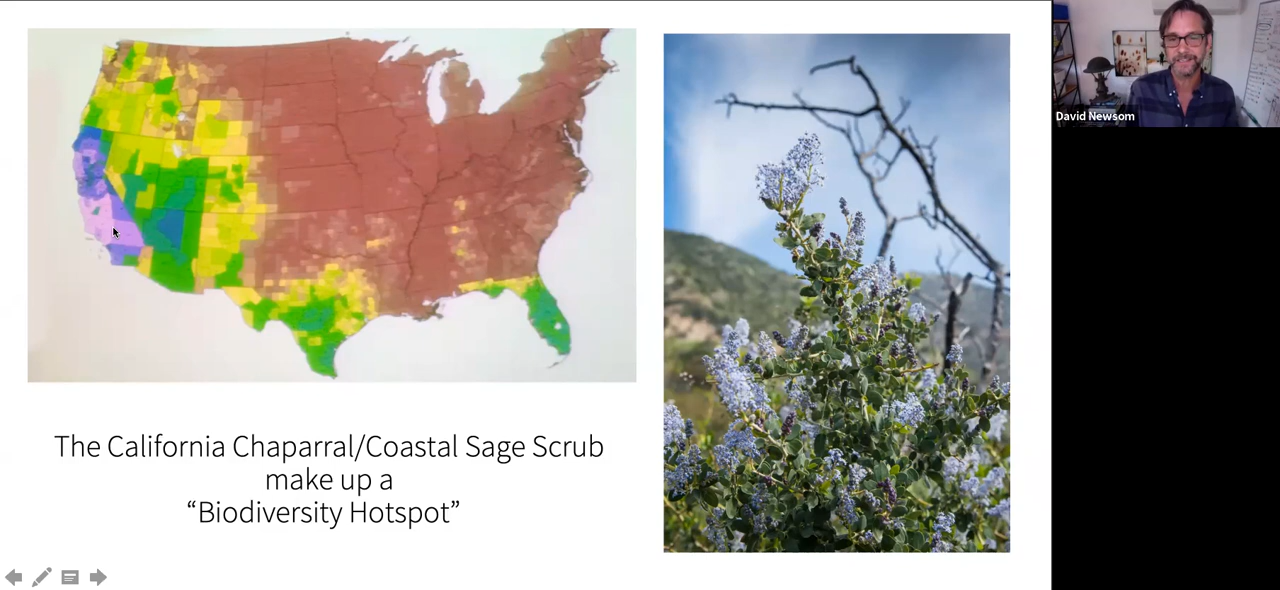 The California Chaparral/Coastal Sage Scrub
make up a
“Biodiversity Hotspot”
David Newsom